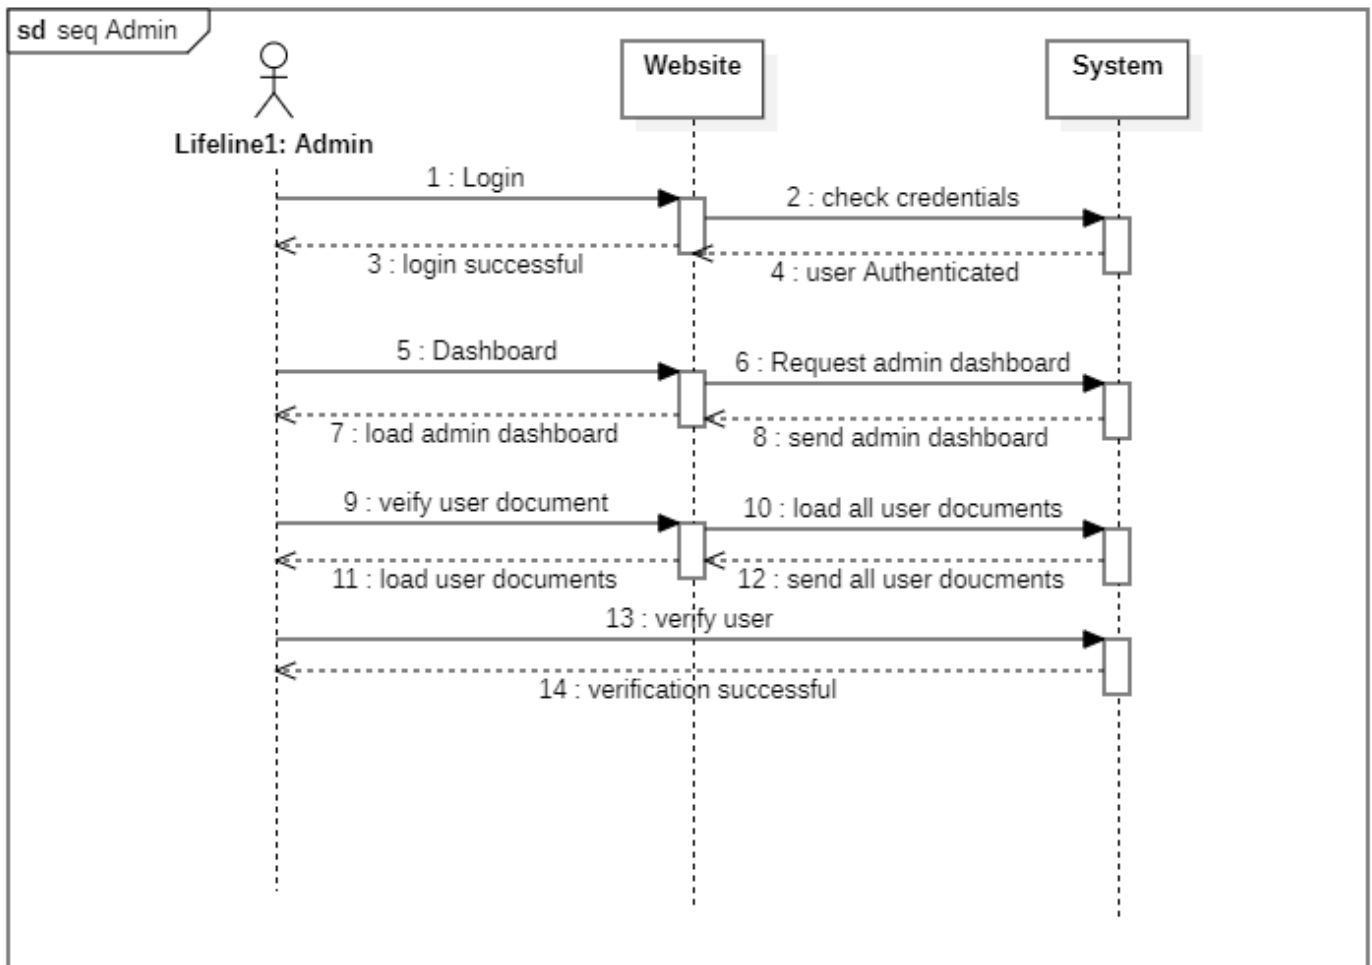 sd seq Admin
Website
System
Lifeline1: Admin
1 : Login
2 : check credentials
3 : login successful
4 : user Authenticated
5 : Dashboard
6 : Request admin dashboard
7 : load admin dashboard
8 : send admin dashboard
9 : veify user document
10 : load all user documents
11 : load user documents
12 : send all user doucments
13 : verify user
14 : verification successful